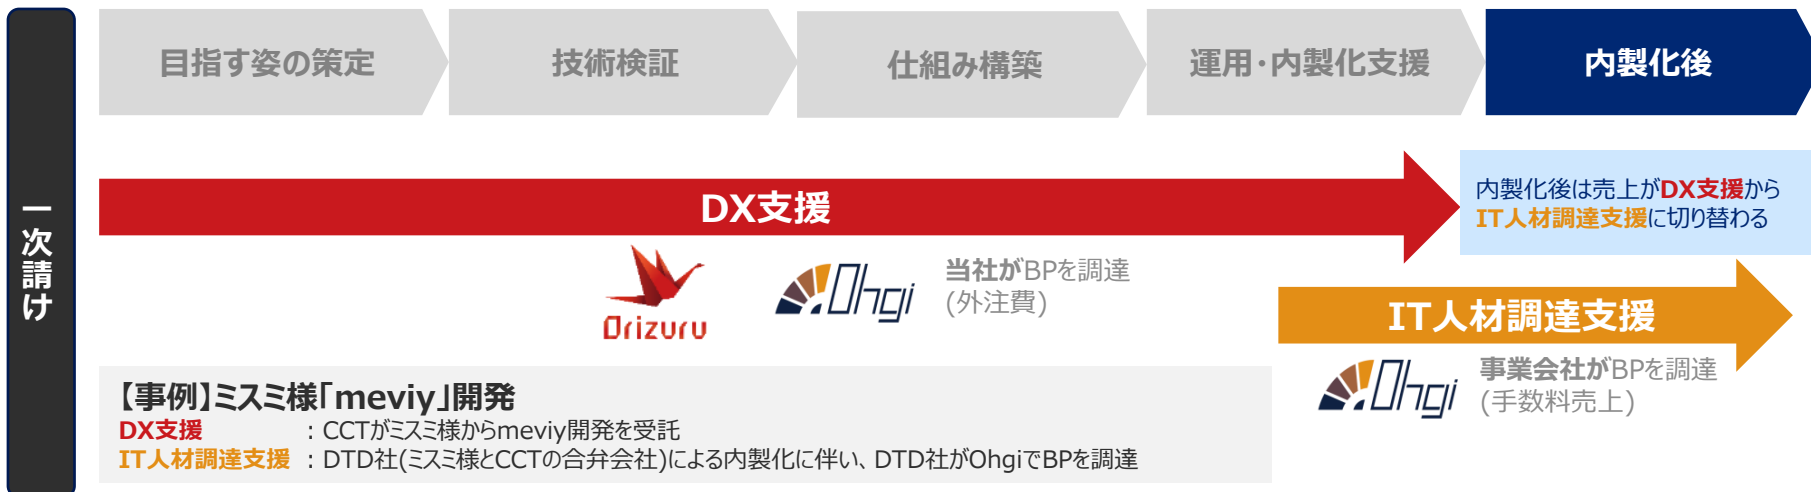 一次請け
目指す姿の策定
技術検証
仕組み構築
運用・内製化支援
内製化後
DX支援
内製化後は売上がDX支援から
IT人材調達支援に切り替わる
Orizuru
Ohgi
当社がBPを調達
(外注費)
IT人材調達支援
Ohgi
事業会社がBPを調達
(手数料売上)
【事例】ミスミ様「meviy」開発
DX支援 : CCTがミスミ様からmeviy開発を受託
IT人材調達支援 : DTD社(ミスミ様とCCTの合弁会社)による内製化に伴い、DTD社がOhgiでBPを調達